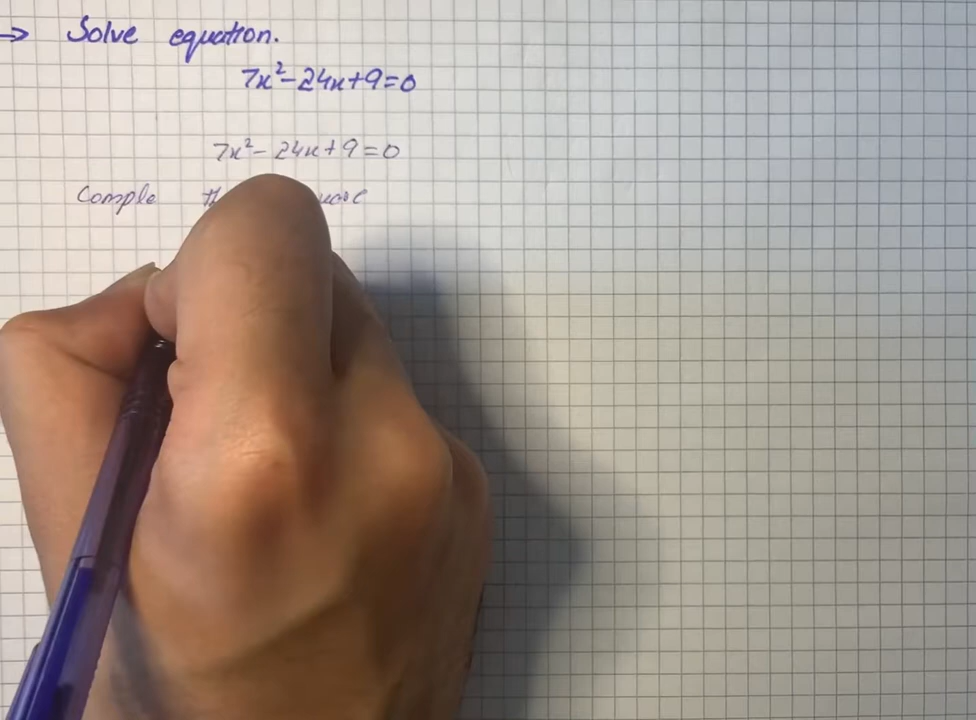 → Solve equation.
7x²-24x+9=0
7x²-24x+9=0
Comple